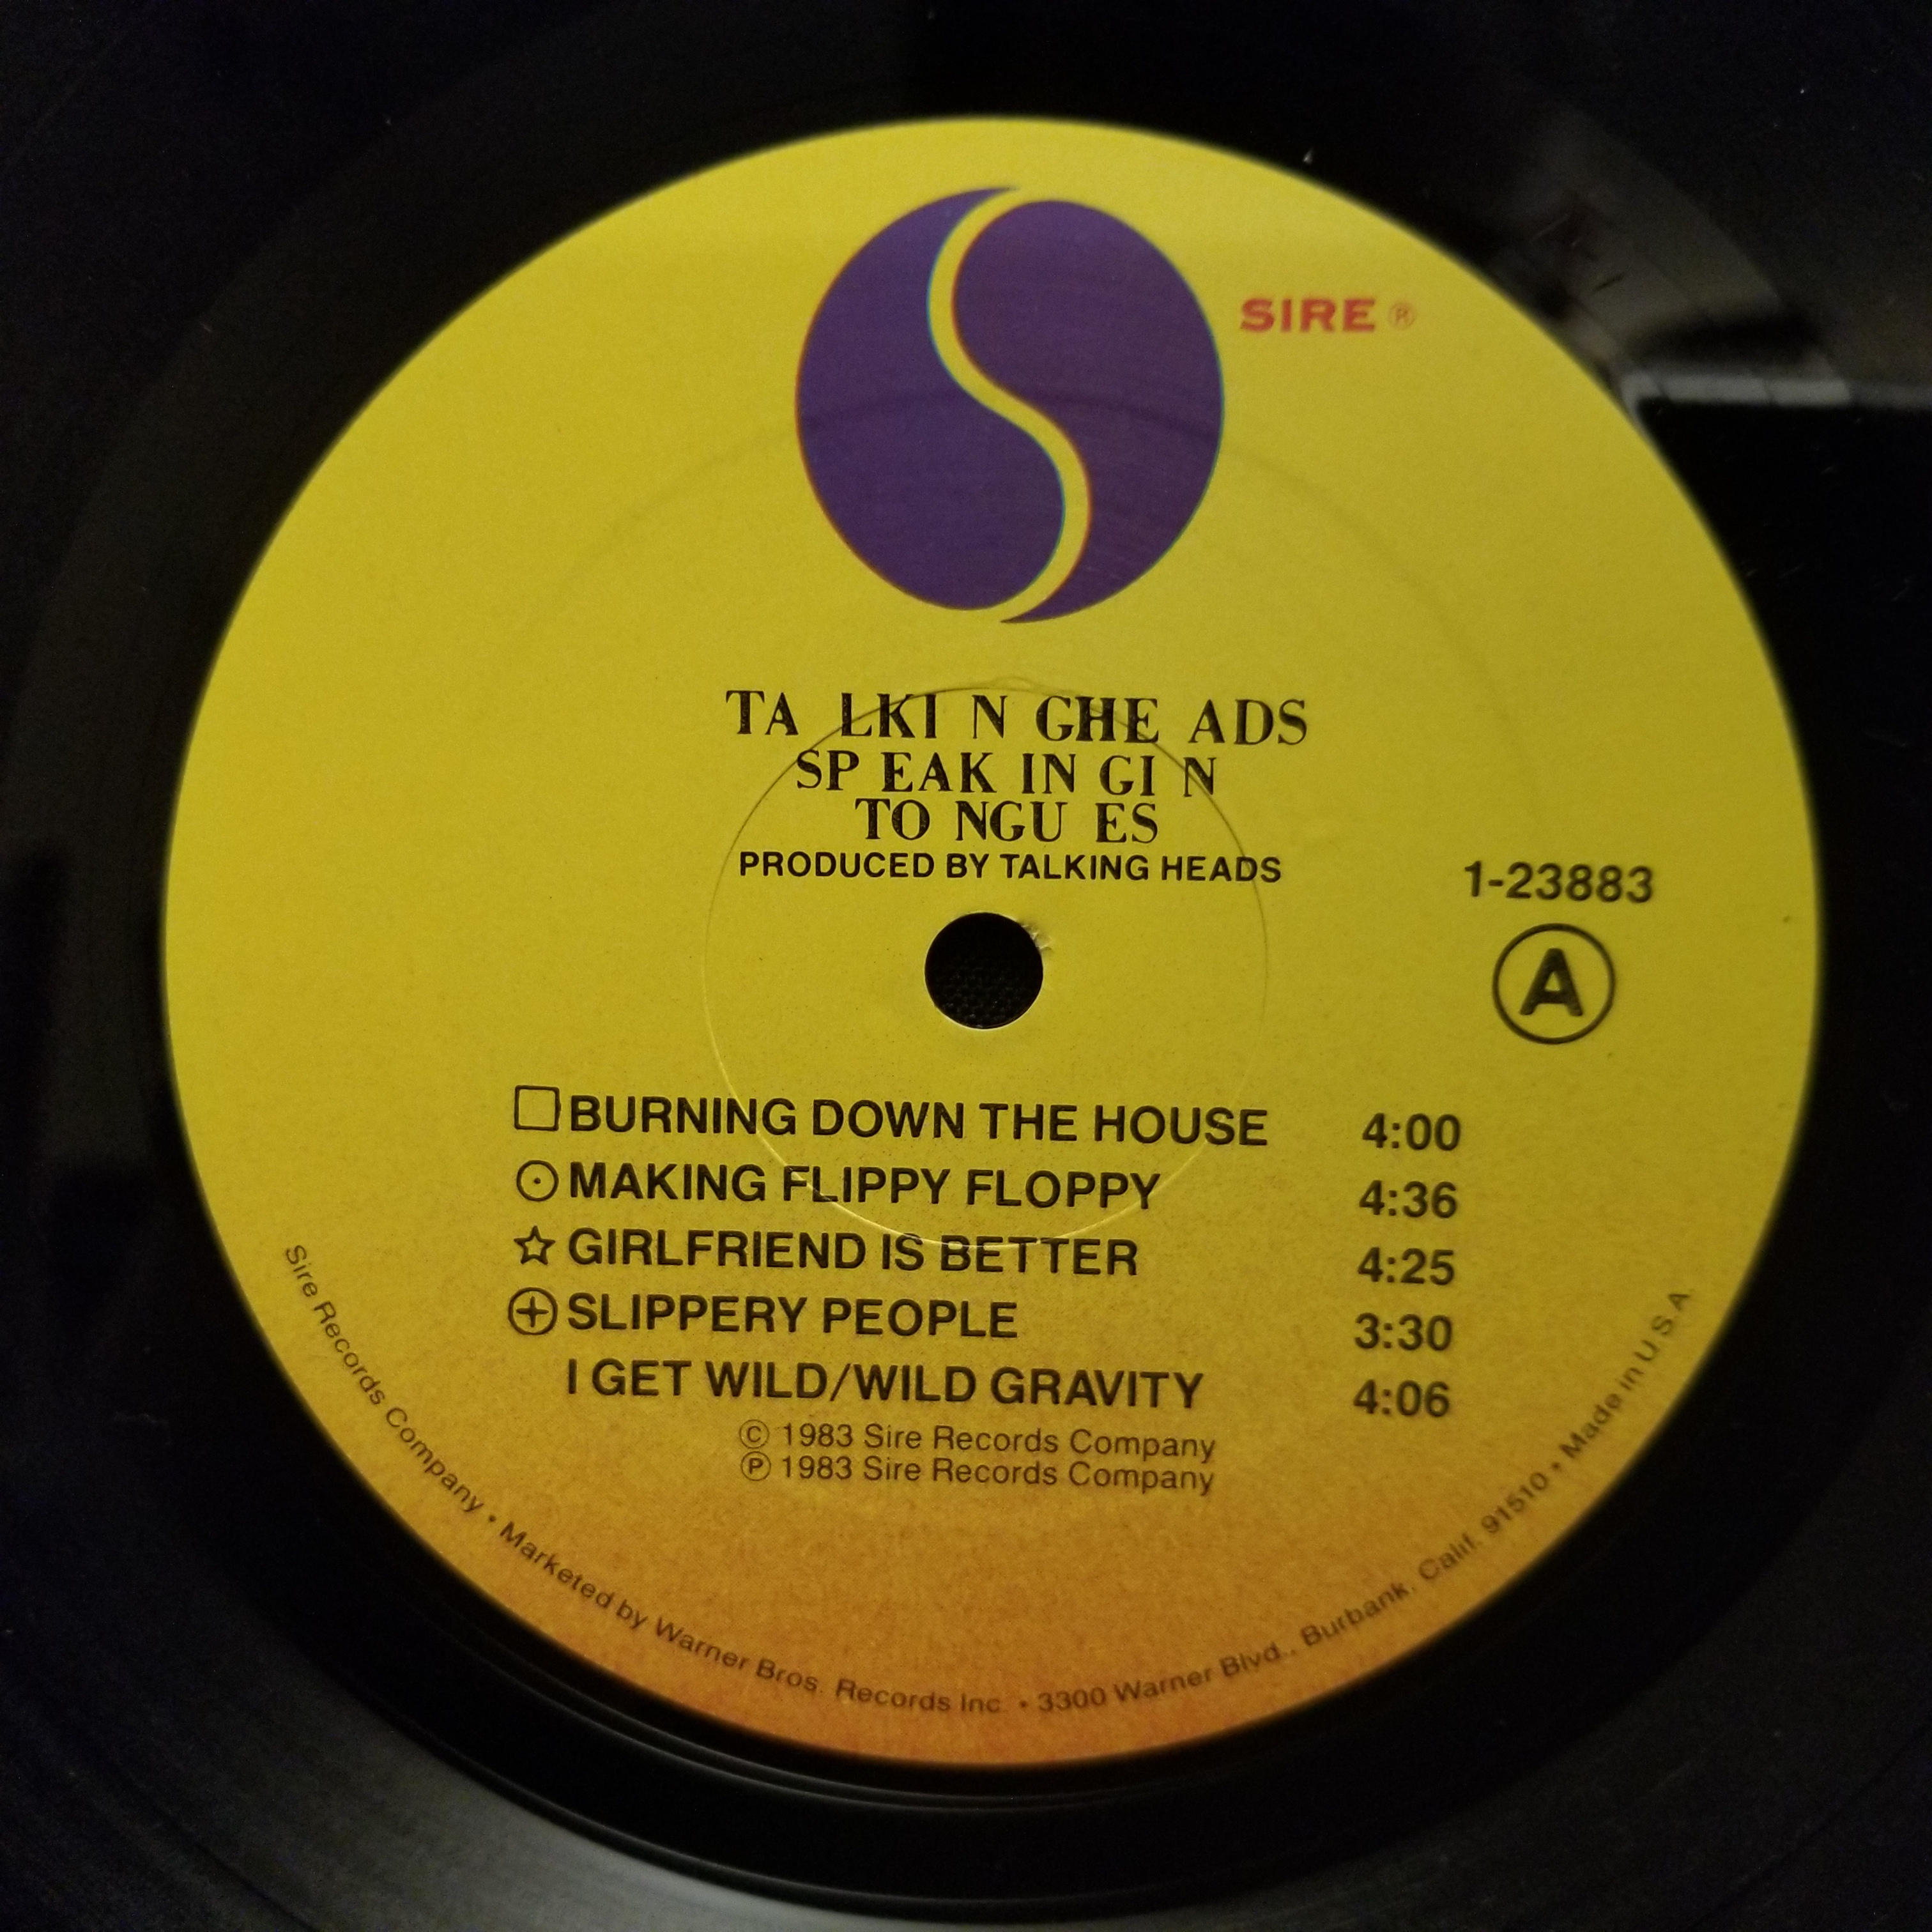 SIRE ®
TA LKI N GHE ADS
SP EAK IN GI N
TO NGU ES
PRODUCED BY TALKING HEADS
1-23883
A
BURNING DOWN THE HOUSE 4:00
MAKING FLIPPY FLOPPY 4:36
GIRLFRIEND IS BETTER 4:25
SLIPPERY PEOPLE 3:30
I GET WILD/WILD GRAVITY 4:06
© 1983 Sire Records Company
℗ 1983 Sire Records Company
Sire Records Company • Marketed by Warner Bros. Records Inc. • 3300 Warner Blvd., Burbank, Calif. 91510 • Made in U.S.A.